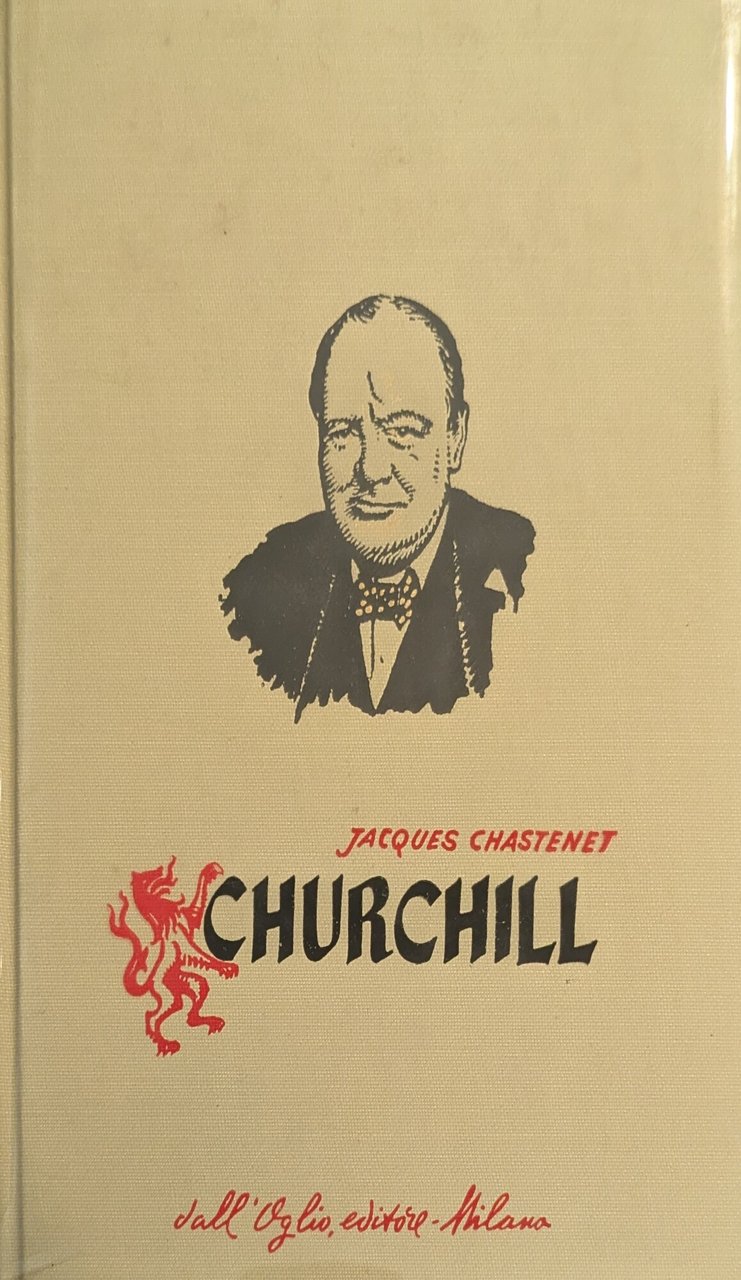 JACQUES CHASTENET
CHURCHILL
dall'Oglio, editore - Milano